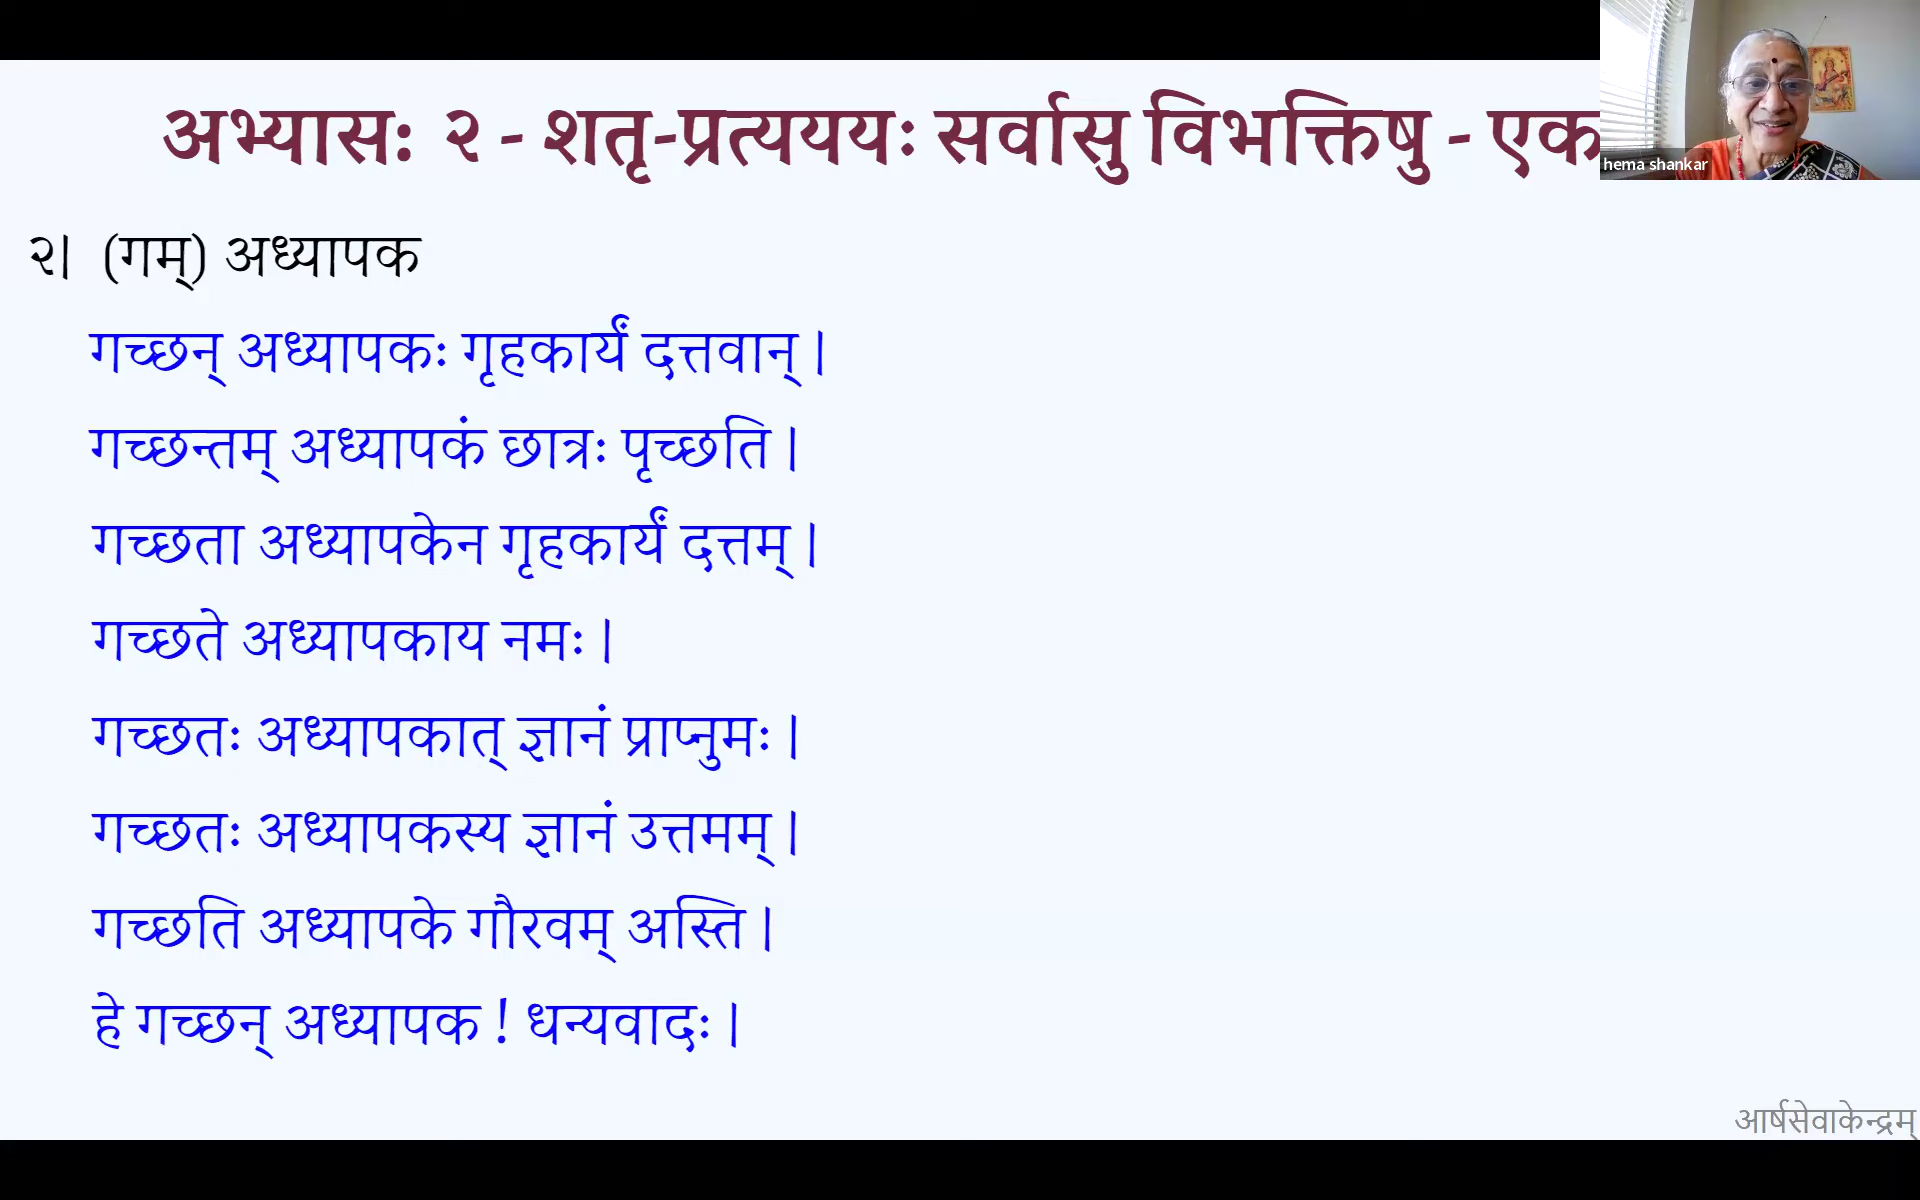 अभ्यास: २ - शतृ-प्रत्यययः सर्वासु विभक्तिषु - एक
hema shankar
२। (गम्) अध्यापक
गच्छन् अध्यापकः गृहकार्यं दत्तवान् ।
गच्छन्तम् अध्यापकं छात्रः पृच्छति ।
गच्छता अध्यापकेन गृहकार्यं दत्तम् ।
गच्छते अध्यापकाय नमः ।
गच्छतः अध्यापकात् ज्ञानं प्राप्नुमः ।
गच्छतः अध्यापकस्य ज्ञानं उत्तमम् ।
गच्छति अध्यापके गौरवम् अस्ति ।
हे गच्छन् अध्यापक ! धन्यवादः ।
आर्षसेवाकेन्द्रम्